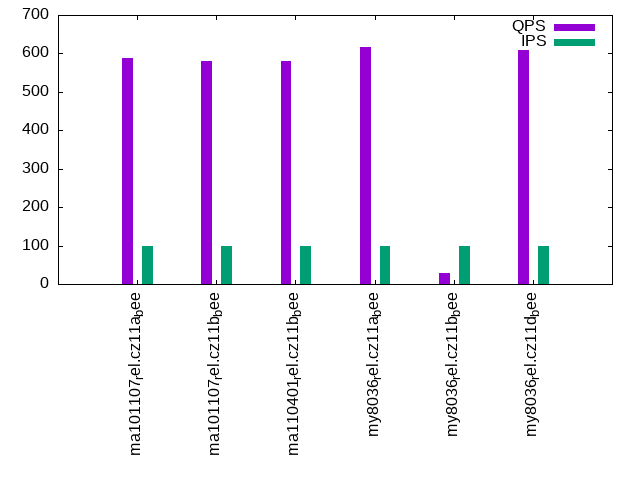 700
600
500
400
300
200
100
0
QPS
IPS
ma101107rel.cz11abee
ma101107rel.cz11bbee
ma110401rel.cz11bbee
my8036rel.cz11abee
my8036rel.cz11bbee
my8036rel.cz11dbee